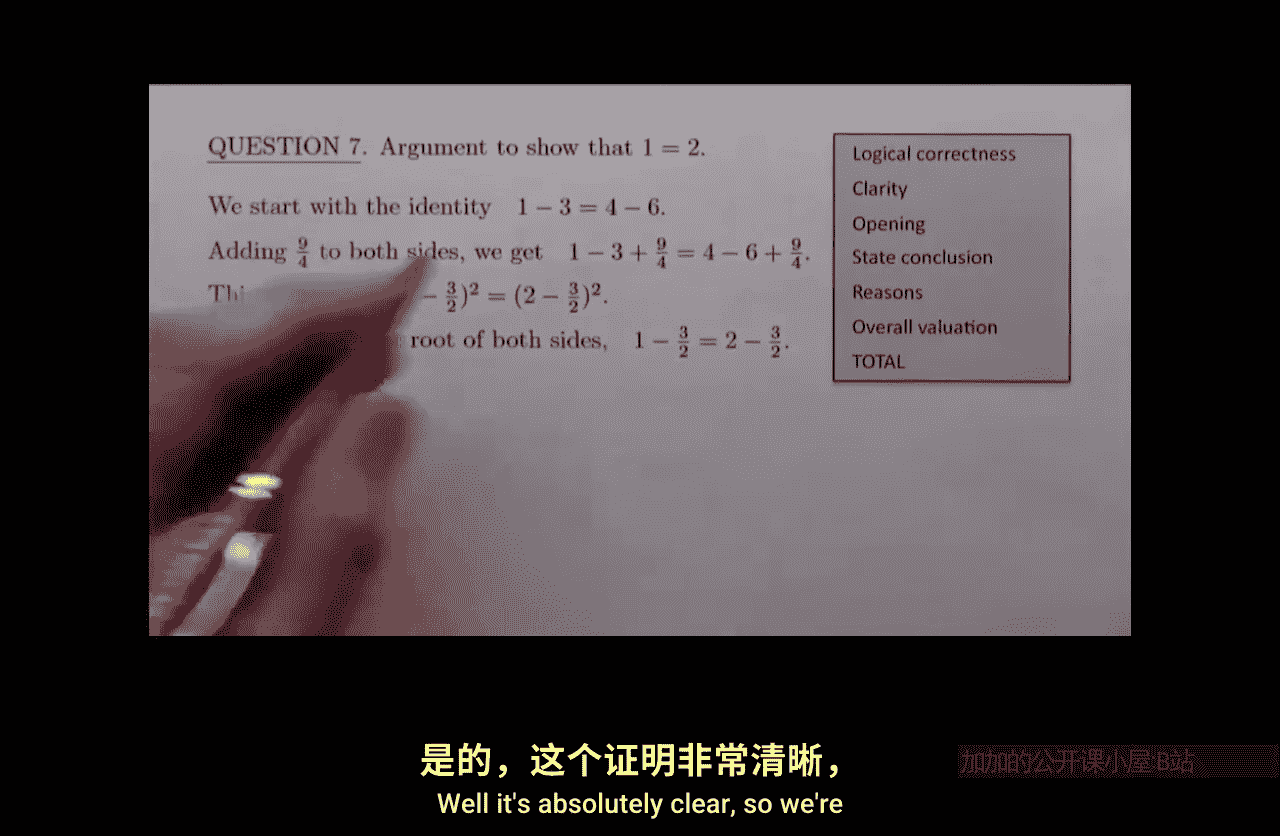 QUESTION 7. Argument to show that 1 = 2.
We start with the identity 1 − 3 = 4 − 6.
Adding 9/4 to both sides, we get 1 − 3 + 9/4 = 4 − 6 + 9/4.
− 3/2)² = (2 − 3/2)².
root of both sides, 1 − 3/2 = 2 − 3/2.
Logical correctness
Clarity
Opening
State conclusion
Reasons
Overall valuation
TOTAL
是的，这个证明非常清晰，
Well it's absolutely clear, so we're
加加的公开课小屋 B站